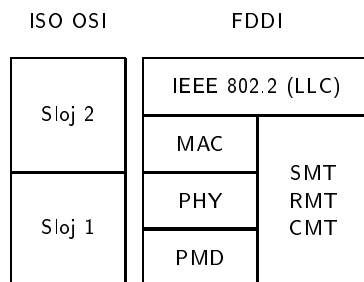 ISO OSI
FDDI
Sloj 2
IEEE 802.2 (LLC)
MAC
Sloj 1
PHY
PMD
SMT
RMT
CMT